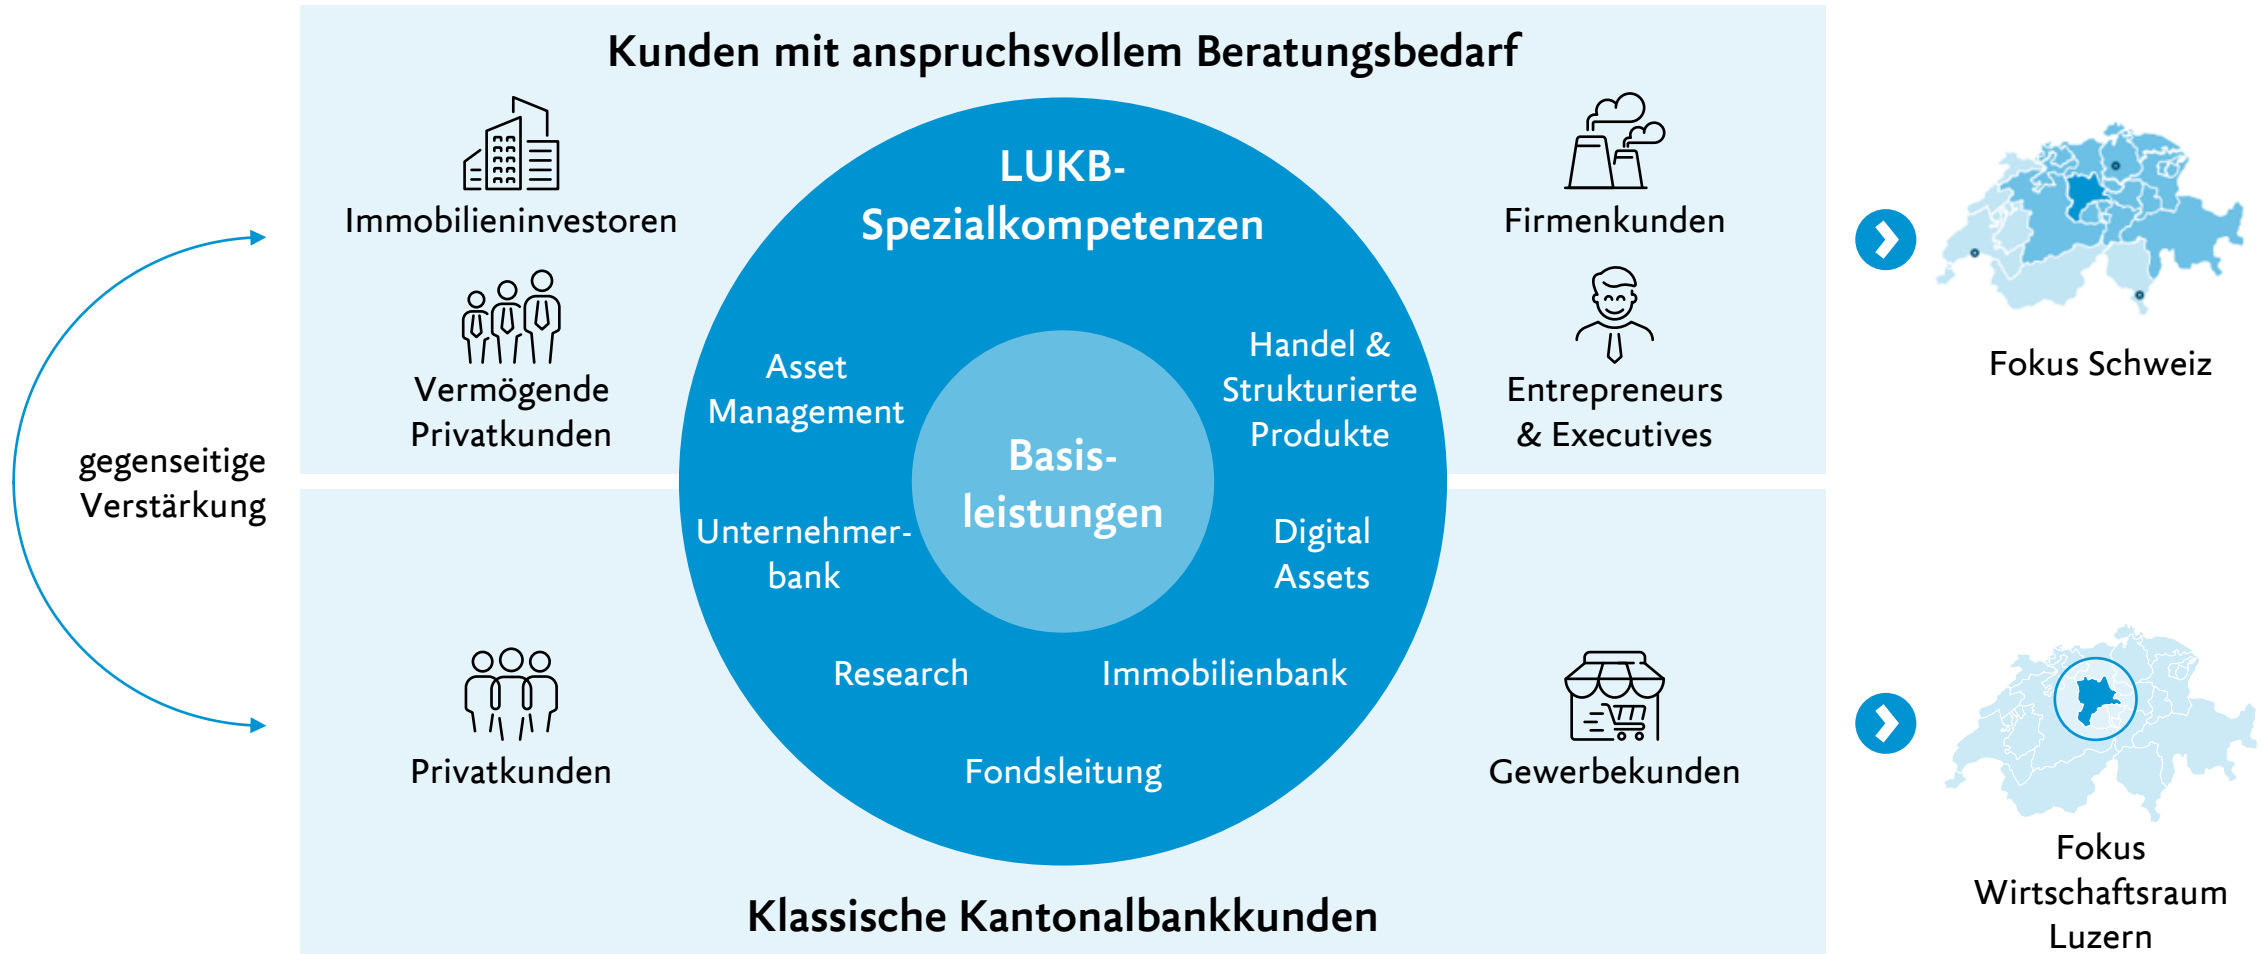 Kunden mit anspruchsvollem Beratungsbedarf
Immobilieninvestoren
Vermögende
Privatkunden
LUKB-
Spezialkompetenzen
Asset
Management
Handel &
Strukturierte
Produkte
Basis-
leistungen
Unternehmer-
bank
Digital
Assets
Research
Immobilienbank
Fondsleitung
Firmenkunden
Entrepreneurs
& Executives
Fokus Schweiz
gegenseitige
Verstärkung
Privatkunden
Gewerbekunden
Klassische Kantonalbankkunden
Fokus
Wirtschaftsraum
Luzern